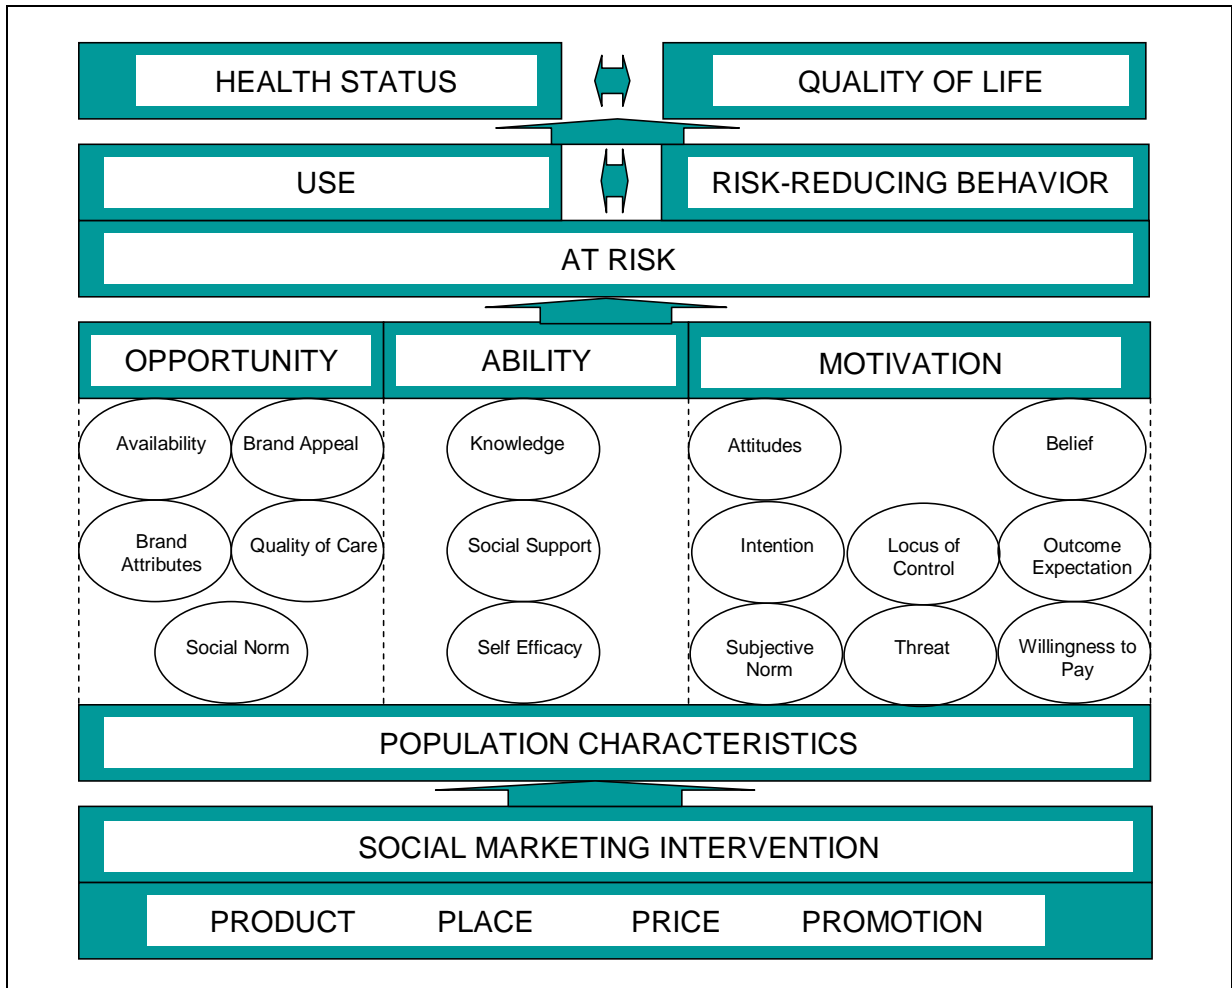 HEALTH STATUS
QUALITY OF LIFE
USE
RISK-REDUCING BEHAVIOR
AT RISK
OPPORTUNITY
ABILITY
MOTIVATION
Availability
Brand Appeal
Knowledge
Attitudes
Belief
Brand
Attributes
Quality of Care
Social Support
Intention
Locus of
Control
Outcome
Expectation
Social Norm
Self Efficacy
Subjective
Norm
Threat
Willingness to
Pay
POPULATION CHARACTERISTICS
SOCIAL MARKETING INTERVENTION
PRODUCT PLACE PRICE PROMOTION